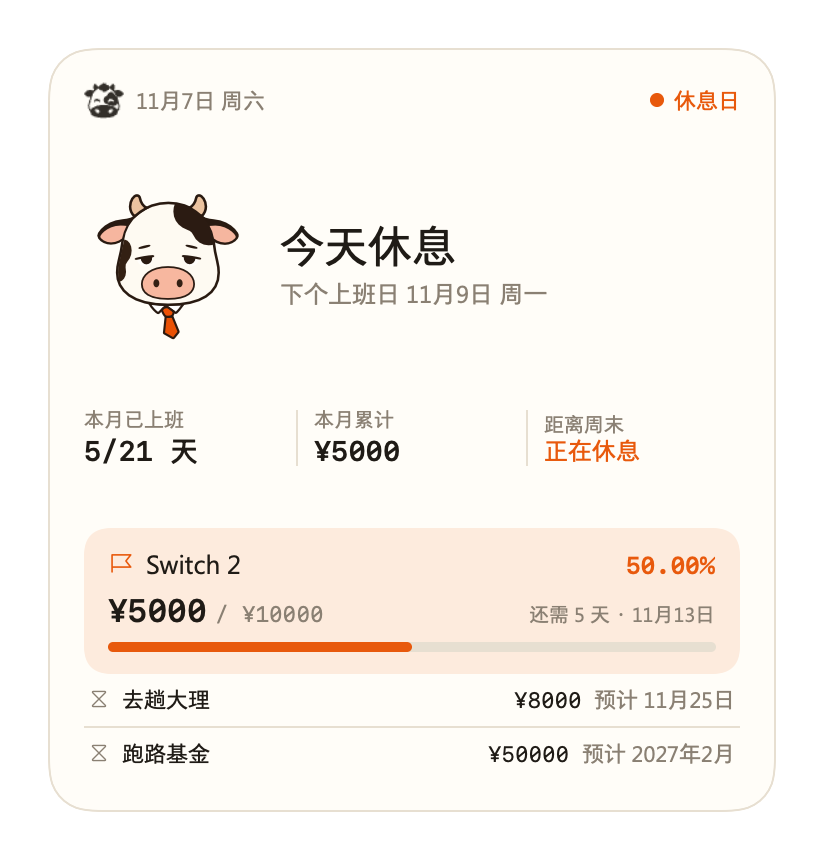 11月7日 周六
休息日
今天休息
下个上班日 11月9日 周一
本月已上班
5/21 天
本月累计
¥5000
距离周末
正在休息
Switch 2
50.00%
¥5000 / ¥10000
还需 5 天 · 11月13日
去趟大理
¥8000 预计 11月25日
跑路基金
¥50000 预计 2027年2月